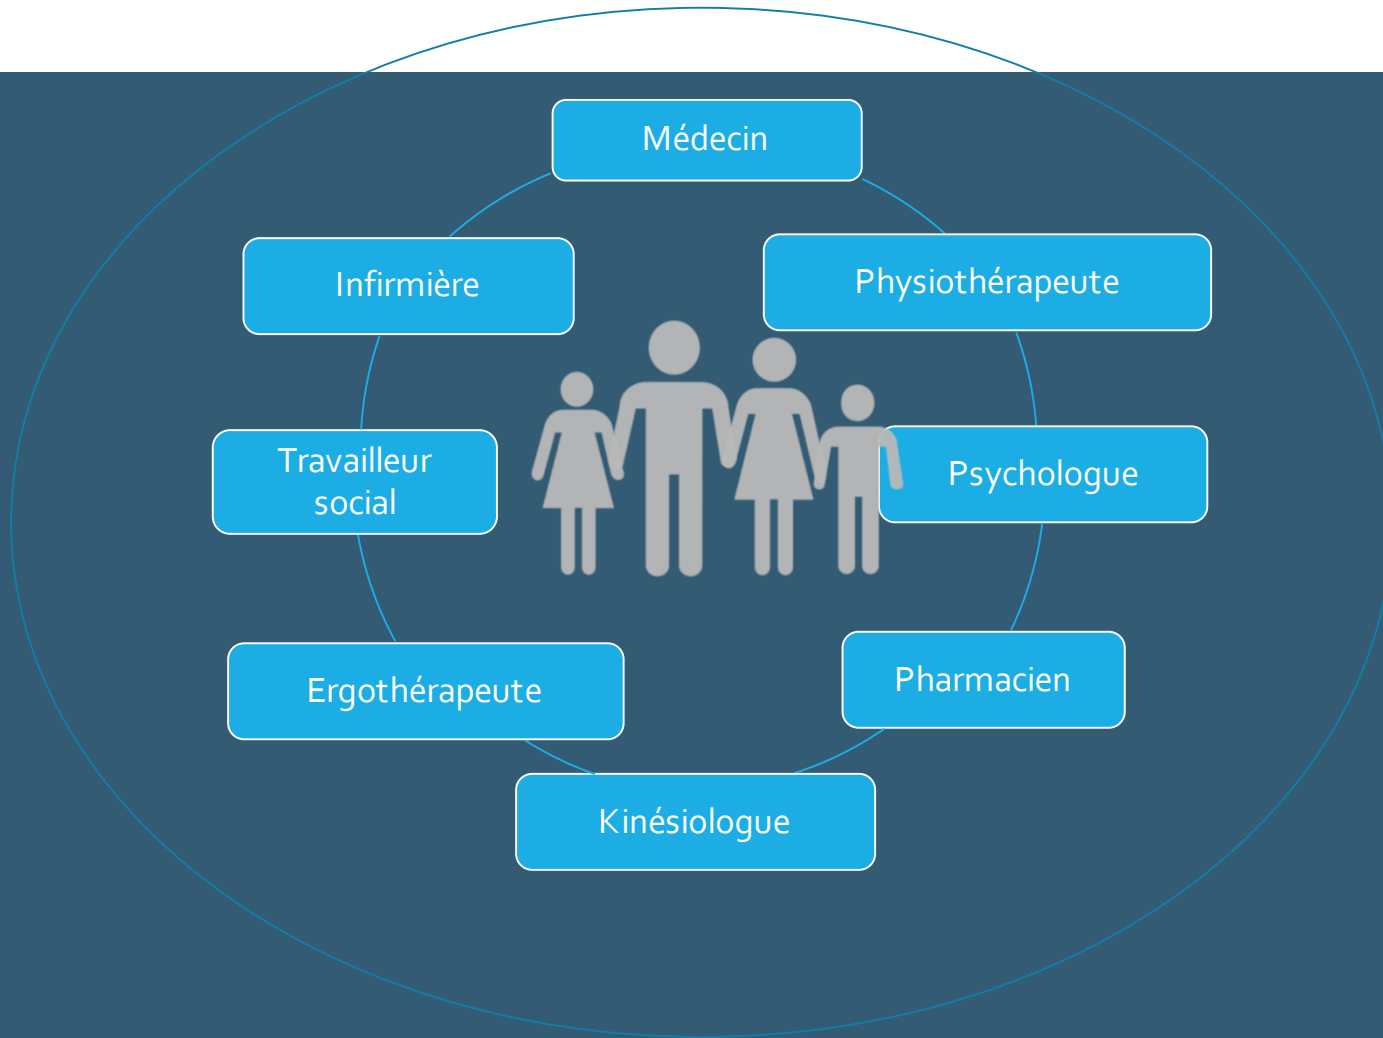 Médecin
Infirmière
Physiothérapeute
Travailleur
social
Psychologue
Ergothérapeute
Pharmacien
Kinésiologue